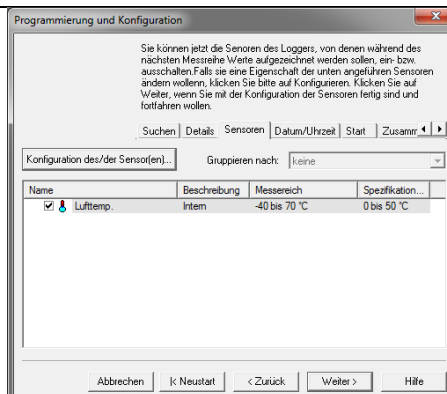 Programmierung und Konfiguration
Sie können jetzt die Senoren des Loggers, von denen während des
nächsten Messreihe Werte aufgezeichnet werden sollen, ein- bzw.
ausschalten.Falls sie eine Eigenschaft der unten angeführen Sensoren
ändern wollenn, klicken Sie bitte auf Konfigurieren. Klicken Sie auf
Weiter, wenn Sie mit der Konfiguration der Sensoren fertig sind und
fortfahren wollen.
Suchen Details Sensoren Datum/Uhrzeit Start Zusamm
Konfiguration des/der Sensor(en)... Gruppieren nach: keine
Name Beschreibung Messereich Spezifikation...
Lufttemp. Intern -40 bis 70 °C 0 bis 50 °C
Abbrechen |< Neustart < Zurück Weiter > Hilfe